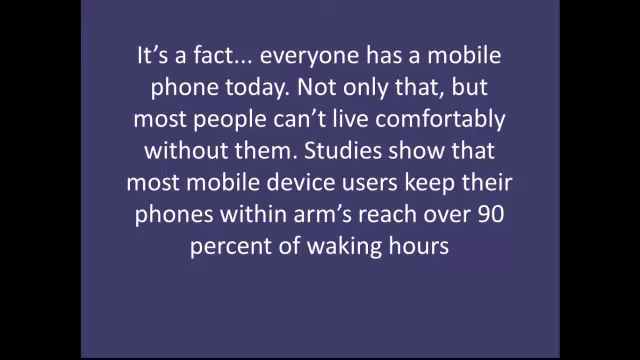 It’s a fact... everyone has a mobile
phone today. Not only that, but
most people can’t live comfortably
without them. Studies show that
most mobile device users keep their
phones within arm’s reach over 90
percent of waking hours